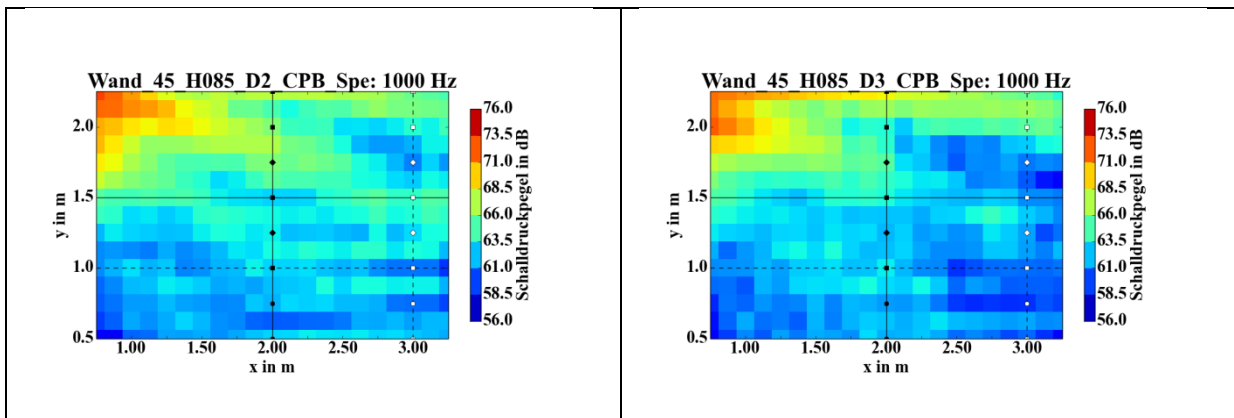 Wand_45_H085_D2_CPB_Spe: 1000 Hz
2.0
1.5
1.0
0.5
y in m
1.00 1.50 2.00 2.50 3.00
x in m
76.0
73.5
71.0
68.5
66.0
63.5
61.0
58.5
56.0
Schalldruckpegel in dB
Wand_45_H085_D3_CPB_Spe: 1000 Hz
2.0
1.5
1.0
0.5
y in m
1.00 1.50 2.00 2.50 3.00
x in m
76.0
73.5
71.0
68.5
66.0
63.5
61.0
58.5
56.0
Schalldruckpegel in dB